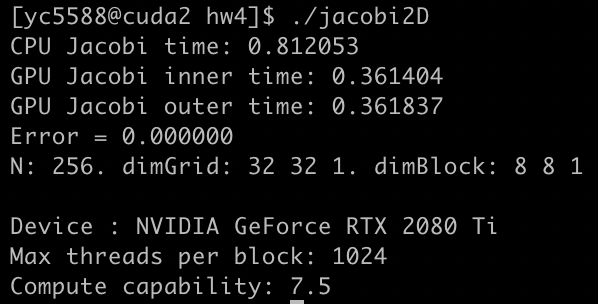 [yc5588@cuda2 hw4]$ ./jacobi2D
CPU Jacobi time: 0.812053
GPU Jacobi inner time: 0.361404
GPU Jacobi outer time: 0.361837
Error = 0.000000
N: 256. dimGrid: 32 32 1. dimBlock: 8 8 1
Device : NVIDIA GeForce RTX 2080 Ti
Max threads per block: 1024
Compute capability: 7.5